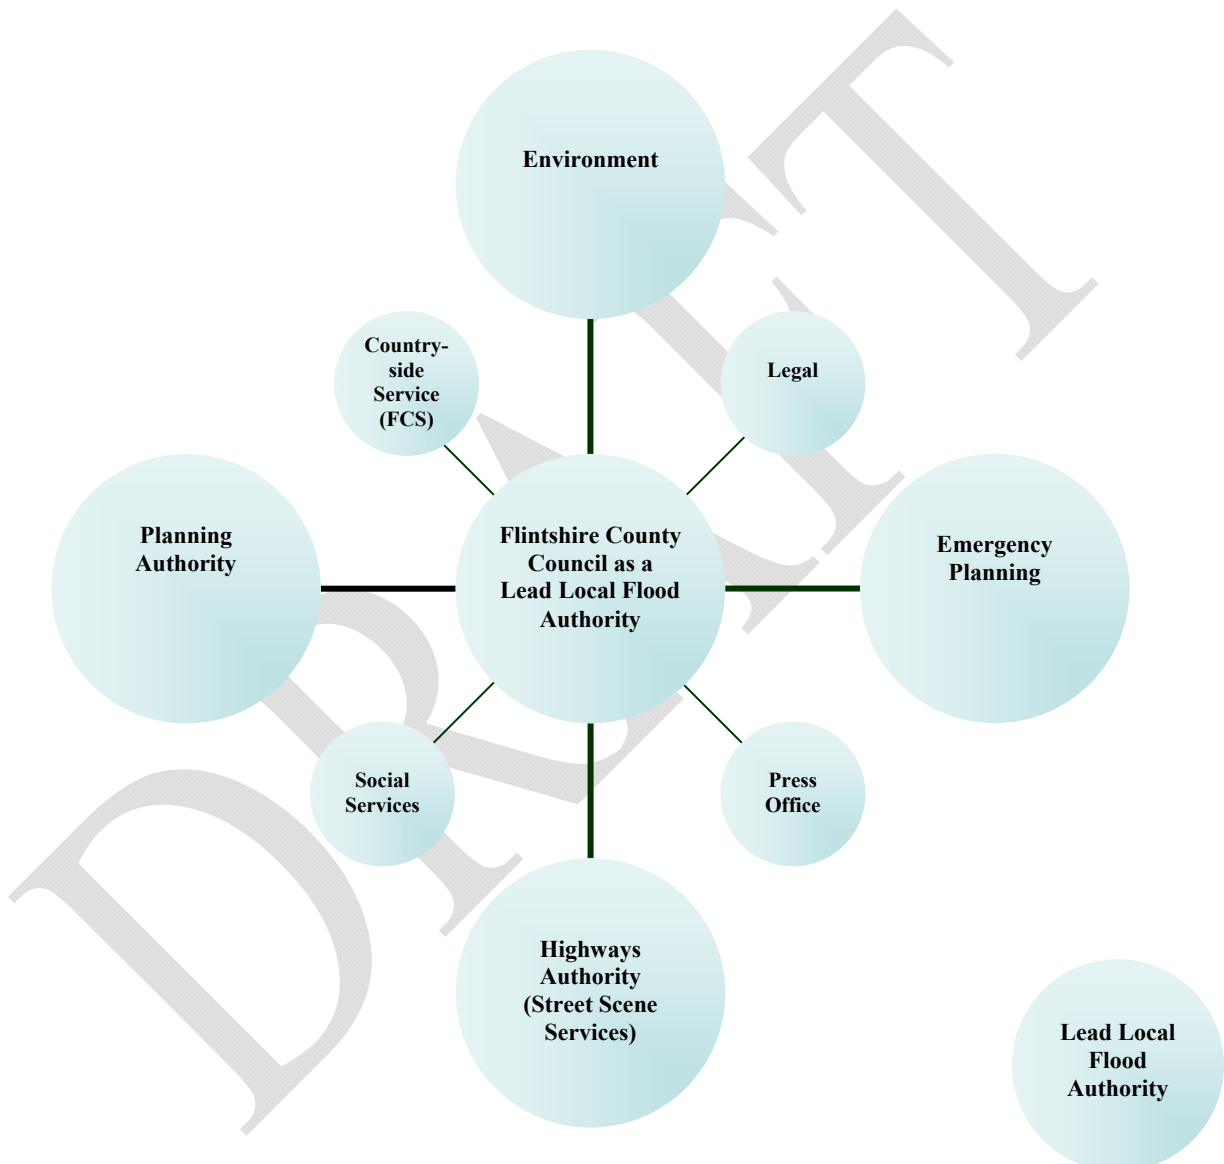 Environment
Country-
side
Service
(FCS)
Legal
Planning
Authority
Flintshire County
Council as a
Lead Local Flood
Authority
Emergency
Planning
Social
Services
Press
Office
Highways
Authority
(Street Scene
Services)
Lead Local
Flood
Authority
DRAFT